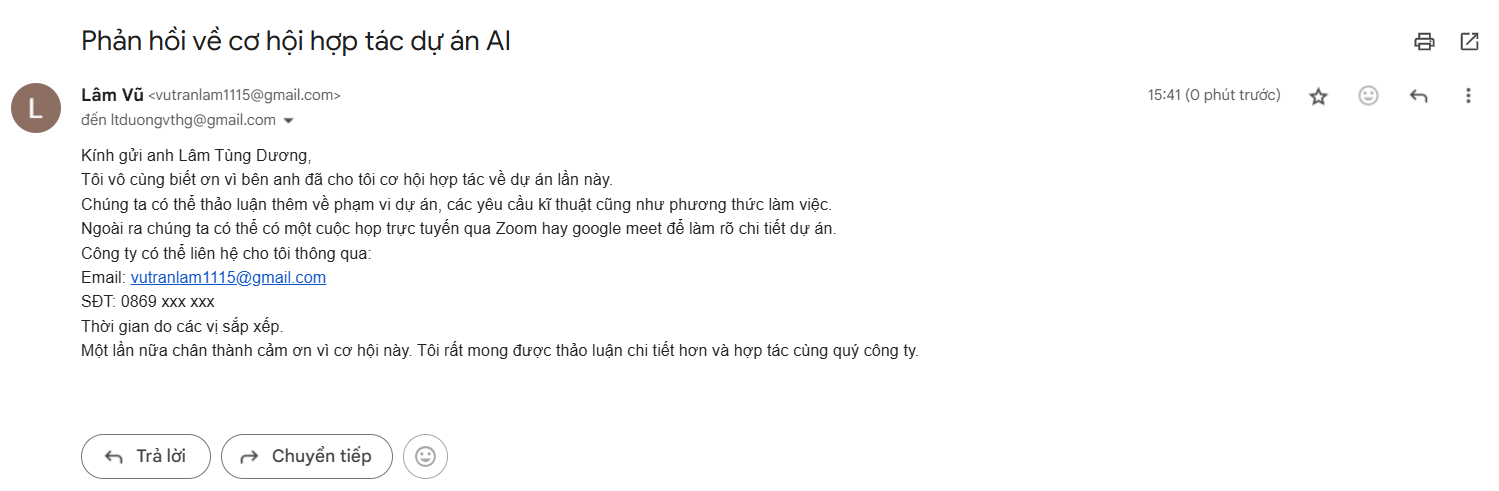 Phản hồi về cơ hội hợp tác dự án AI
L
Lâm Vũ <vutranlam1115@gmail.com>
15:41 (0 phút trước)
đến ltduongvthg@gmail.com
Kính gửi anh Lâm Tùng Dương,
Tôi vô cùng biết ơn vì bên anh đã cho tôi cơ hội hợp tác về dự án lần này.
Chúng ta có thể thảo luận thêm về phạm vi dự án, các yêu cầu kĩ thuật cũng như phương thức làm việc.
Ngoài ra chúng ta có thể có một cuộc họp trực tuyến qua Zoom hay google meet để làm rõ chi tiết dự án.
Công ty có thể liên hệ cho tôi thông qua:
Email: vutranlam1115@gmail.com
SĐT: 0869 xxx xxx
Thời gian do các vị sắp xếp.
Một lần nữa chân thành cảm ơn vì cơ hội này. Tôi rất mong được thảo luận chi tiết hơn và hợp tác cùng quý công ty.
Trả lời
Chuyển tiếp